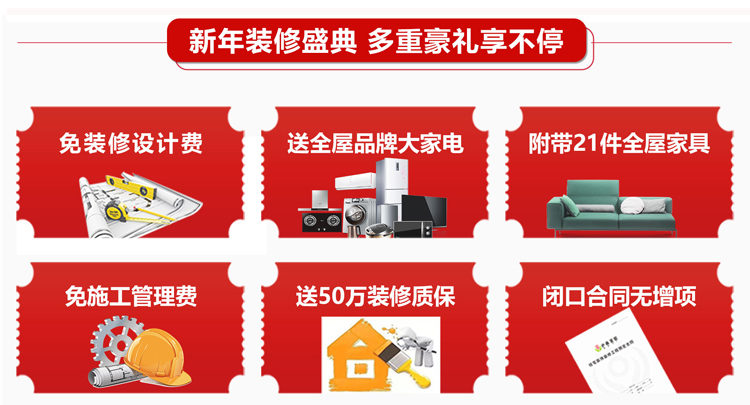 新年装修盛典 多重豪礼享不停
免装修设计费
送全屋品牌大家电
附带21件全屋家具
免施工管理费
送50万装修质保
闭口合同无增项